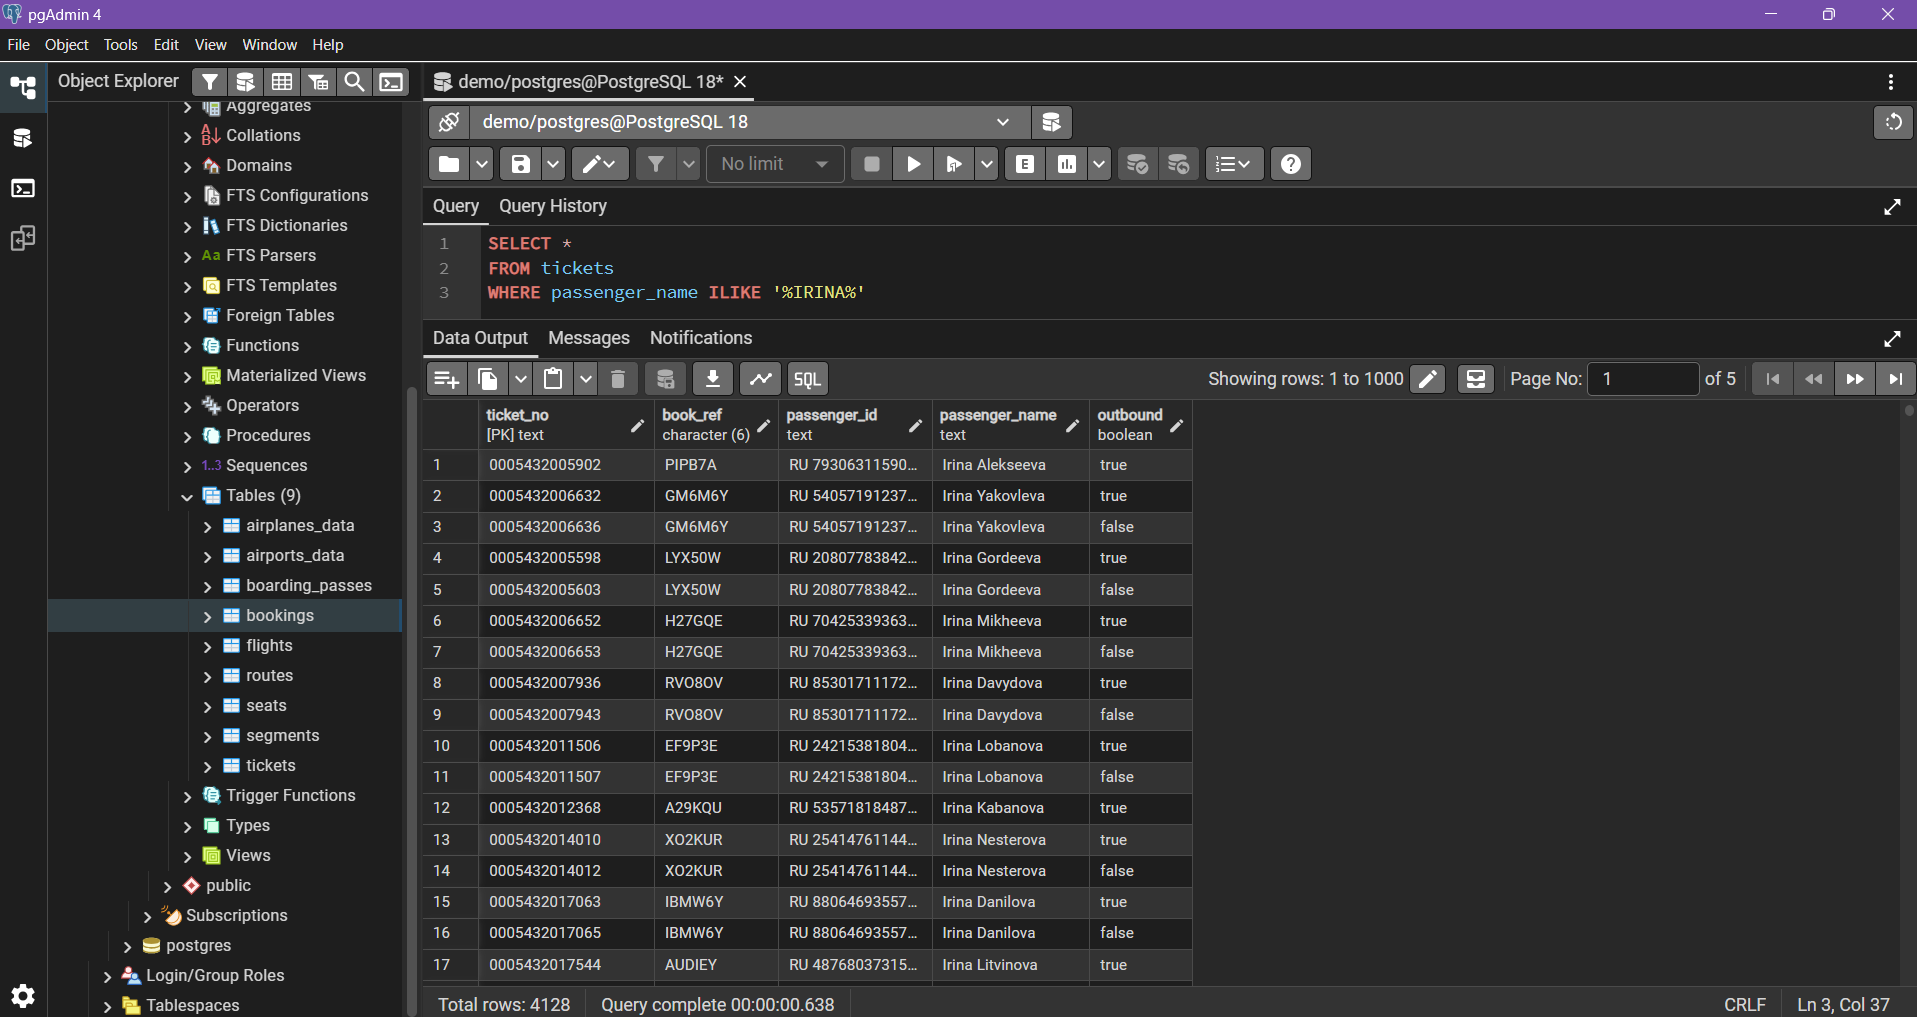 pgAdmin 4
File Object Tools Edit View Window Help
Object Explorer
Aggregates
Collations
Domains
FTS Configurations
FTS Dictionaries
Aa FTS Parsers
FTS Templates
Foreign Tables
Functions
Materialized Views
Operators
Procedures
1..3 Sequences
Tables (9)
airplanes_data
airports_data
boarding_passes
bookings
flights
routes
seats
segments
tickets
Trigger Functions
Types
Views
public
Subscriptions
postgres
Login/Group Roles
Tablespaces
demo/postgres@PostgreSQL 18*
demo/postgres@PostgreSQL 18
No limit
E
Query Query History
1 SELECT *
2 FROM tickets
3 WHERE passenger_name ILIKE '%IRINA%'
Data Output Messages Notifications
SQL Showing rows: 1 to 1000 Page No: 1 of 5
ticket_no book_ref passenger_id passenger_name outbound
[PK] text character (6) text text boolean
1 0005432005902 PIPB7A RU 79306311590... Irina Alekseeva true
2 0005432006632 GM6M6Y RU 54057191237... Irina Yakovleva true
3 0005432006636 GM6M6Y RU 54057191237... Irina Yakovleva false
4 0005432005598 LYX50W RU 20807783842... Irina Gordeeva true
5 0005432005603 LYX50W RU 20807783842... Irina Gordeeva false
6 0005432006652 H27GQE RU 70425339363... Irina Mikheeva true
7 0005432006653 H27GQE RU 70425339363... Irina Mikheeva false
8 0005432007936 RVO8OV RU 85301711172... Irina Davydova true
9 0005432007943 RVO8OV RU 85301711172... Irina Davydova false
10 0005432011506 EF9P3E RU 24215381804... Irina Lobanova true
11 0005432011507 EF9P3E RU 24215381804... Irina Lobanova false
12 0005432012368 A29KQU RU 53571818487... Irina Kabanova true
13 0005432014010 XO2KUR RU 25414761144... Irina Nesterova true
14 0005432014012 XO2KUR RU 25414761144... Irina Nesterova false
15 0005432017063 IBMW6Y RU 88064693557... Irina Danilova true
16 0005432017065 IBMW6Y RU 88064693557... Irina Danilova false
17 0005432017544 AUDIEY RU 48768037315... Irina Litvinova true
Total rows: 4128 Query complete 00:00:00.638 CRLF Ln 3, Col 37